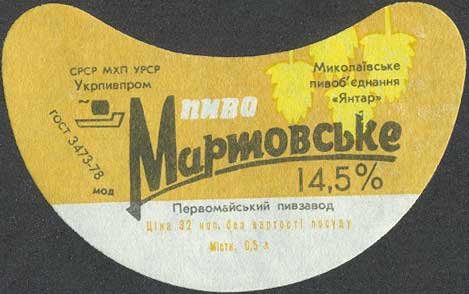 СРСР МХП УРСР
Укрпивпром
ГОСТ 3473-78
мод
Миколаївське
пивоб'єднання
«Янтар»
пиво
Мартовське
14,5%
Первомайський пивзавод
Ціна 32 коп. без вартості посуду
Місти. 0,5 л